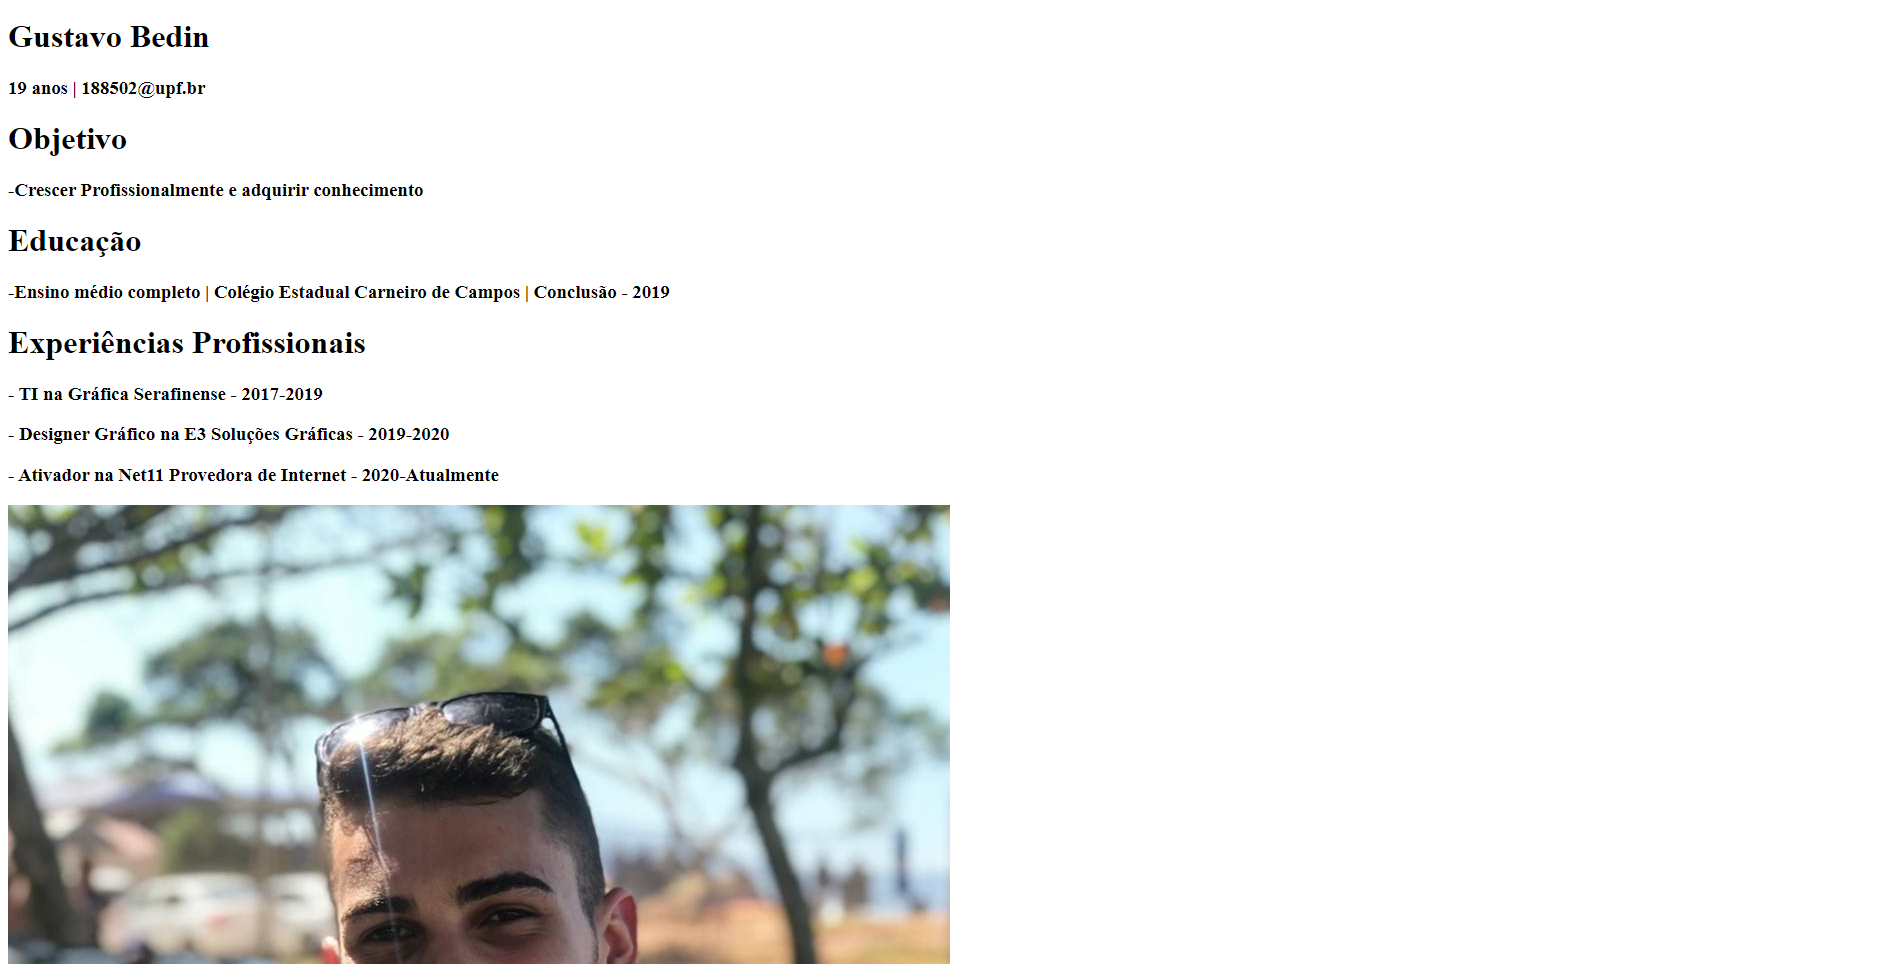 Gustavo Bedin
19 anos | 188502@upf.br
Objetivo
-Crescer Profissionalmente e adquirir conhecimento
Educação
-Ensino médio completo | Colégio Estadual Carneiro de Campos | Conclusão - 2019
Experiências Profissionais
- TI na Gráfica Serafinense - 2017-2019
- Designer Gráfico na E3 Soluções Gráficas - 2019-2020
- Ativador na Net11 Provedora de Internet - 2020-Atualmente